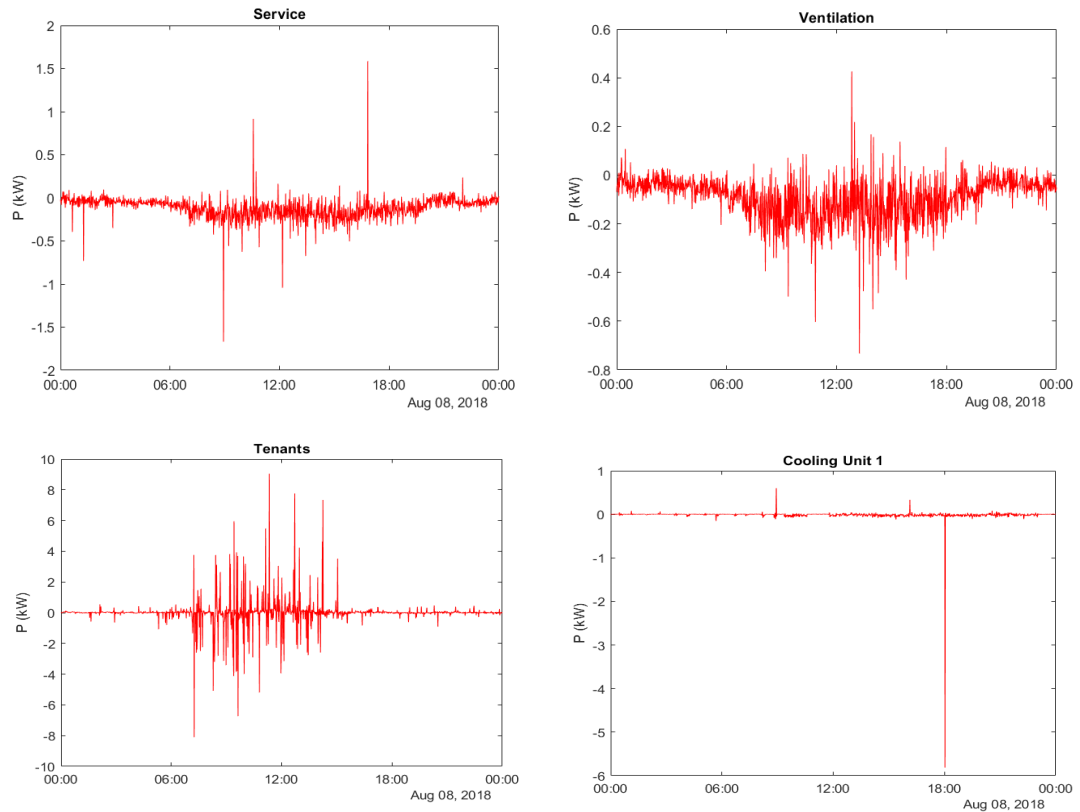 Service
P (kW)
2
1.5
1
0.5
0
-0.5
-1
-1.5
-2
00:00 06:00 12:00 18:00 00:00
Aug 08, 2018
Ventilation
P (kW)
0.6
0.4
0.2
0
-0.2
-0.4
-0.6
-0.8
00:00 06:00 12:00 18:00 00:00
Aug 08, 2018
Tenants
P (kW)
10
8
6
4
2
0
-2
-4
-6
-8
-10
00:00 06:00 12:00 18:00 00:00
Aug 08, 2018
Cooling Unit 1
P (kW)
1
0
-1
-2
-3
-4
-5
-6
00:00 06:00 12:00 18:00 00:00
Aug 08, 2018